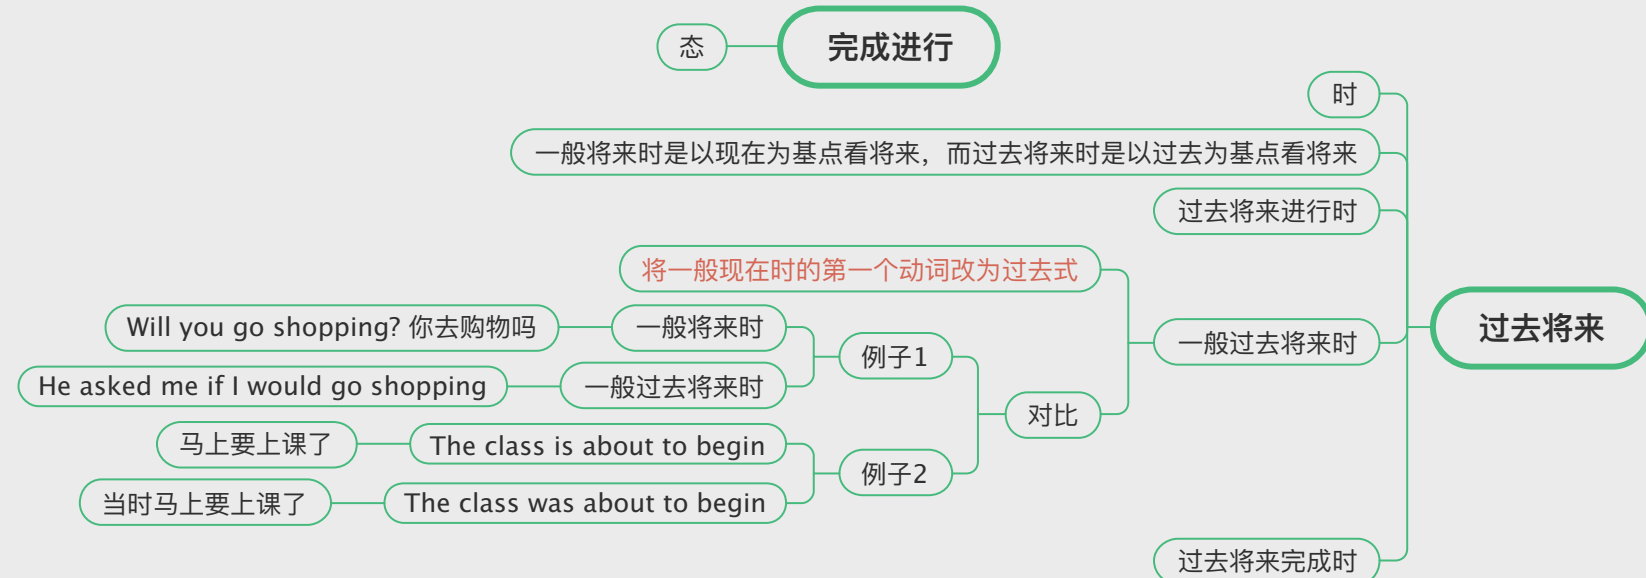 态
完成进行
时
一般将来时是以现在为基点看将来，而过去将来时是以过去为基点看将来
过去将来进行时
将一般现在时的第一个动词改为过去式
Will you go shopping? 你去购物吗
一般将来时
一般过去将来时
过去将来
例子1
He asked me if I would go shopping
一般过去将来时
对比
马上要上课了
The class is about to begin
例子2
当时马上要上课了
The class was about to begin
过去将来完成时